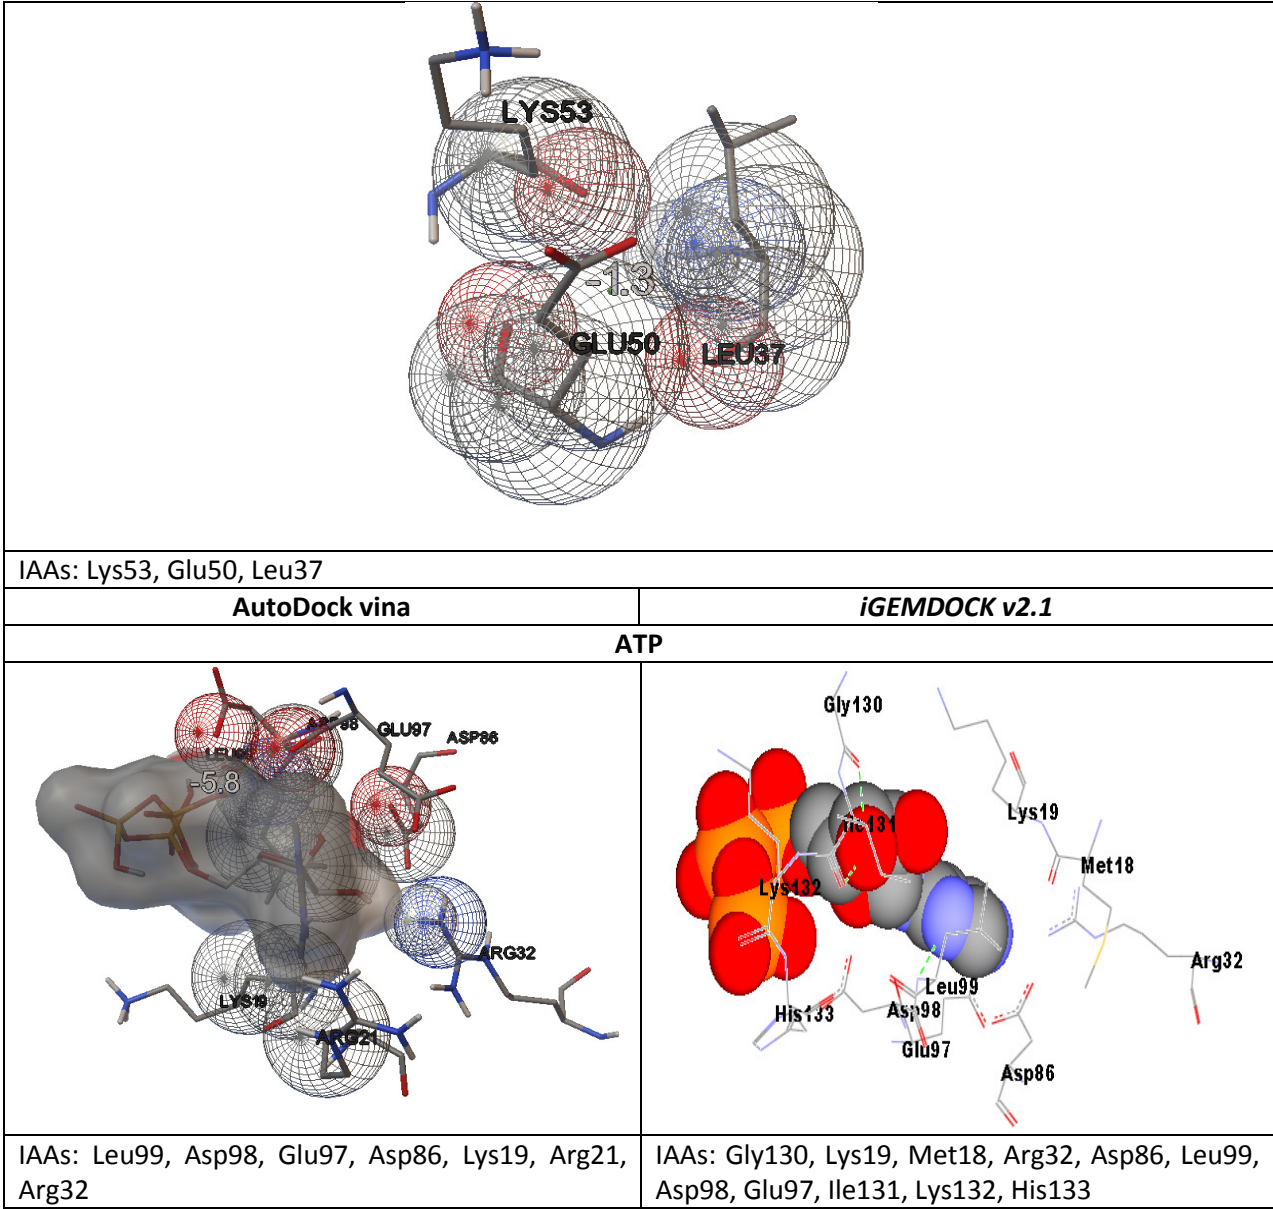 LYS53
-1.3
GLU50
LEU37
IAAs: Lys53, Glu50, Leu37
AutoDock vina
iGEMDOCK v2.1
ATP
GLU97
ASP86
-5.8
ARG32
LYS19
ARG21
Gly130
Lys19
Ile131
Met18
Lys132
Arg32
Leu99
His133
Asp98
Glu97
Asp86
IAAs: Leu99, Asp98, Glu97, Asp86, Lys19, Arg21,
Arg32
IAAs: Gly130, Lys19, Met18, Arg32, Asp86, Leu99,
Asp98, Glu97, Ile131, Lys132, His133